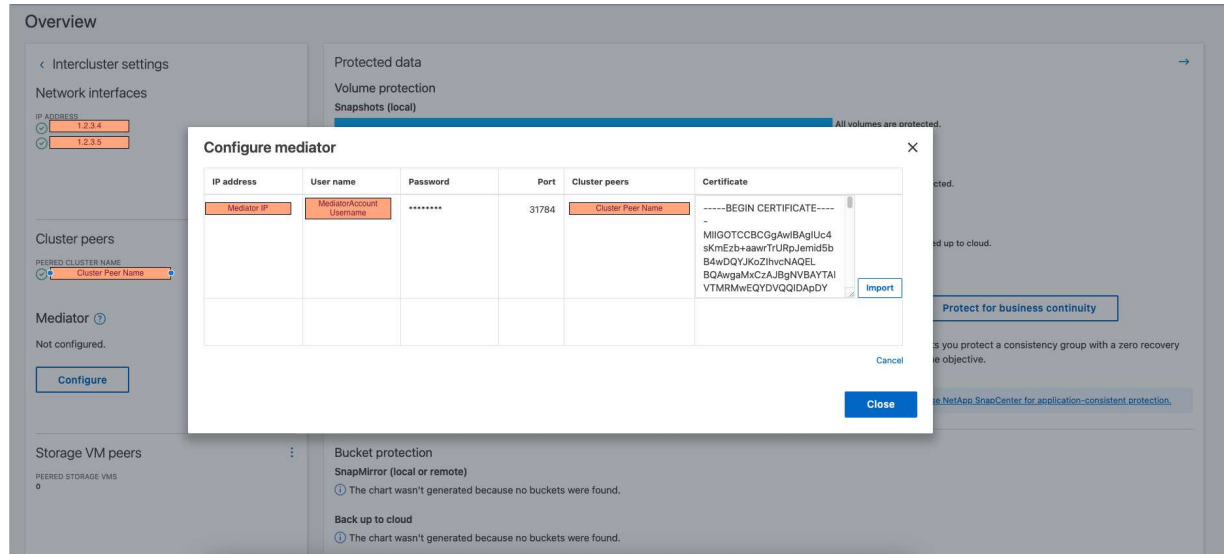 Overview
Intercluster settings
Network interfaces
IP ADDRESS
1.2.3.4
1.2.3.5
Cluster peers
PEERED CLUSTER NAME
Cluster Peer Name
Mediator
Not configured.
Configure
Storage VM peers
PEERED STORAGE VMS
0
Protected data
Volume protection
Snapshots (local)
All volumes are protected.
Configure mediator
IP address User name Password Port Cluster peers Certificate
Mediator IP
MediatorAccount
Username
********
31784
Cluster Peer Name
-----BEGIN CERTIFICATE----
-
MIIGOTCCBCGgAwIBAgIUc4
sKmEzb+aawrTrURpJemid5b
B4wDQYJKoZIhvcNAQEL
BQAwgaMxCzAJBgNVBAYTAl
VTMRMwEQYDVQQIDApDY
Import
Cancel
Close
cted.
ed up to cloud.
Protect for business continuity
s you protect a consistency group with a zero recovery
e objective.
se NetApp SnapCenter for application-consistent protection.
Bucket protection
SnapMirror (local or remote)
The chart wasn't generated because no buckets were found.
Back up to cloud
The chart wasn't generated because no buckets were found.